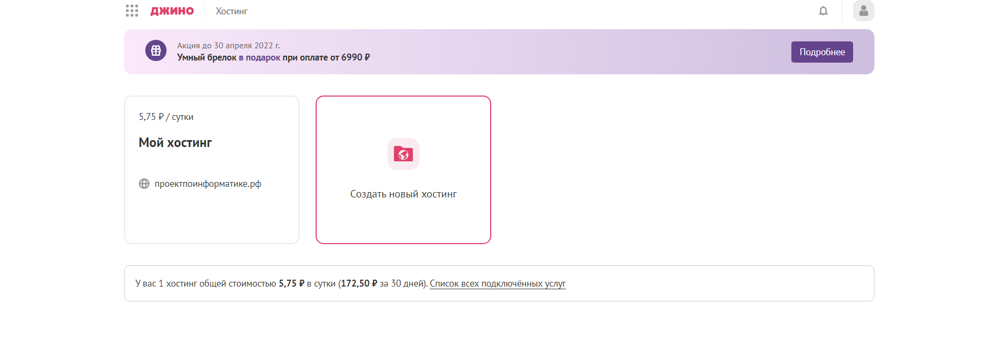 ДЖИНО
Хостинг
Акция до 30 апреля 2022 г.
Умный брелок в подарок при оплате от 6990 ₽
Подробнее
5,75 ₽ / сутки
Мой хостинг
проектпоинформатике.рф
Создать новый хостинг
У вас 1 хостинг общей стоимостью 5,75 ₽ в сутки (172,50 ₽ за 30 дней). Список всех подключённых услуг